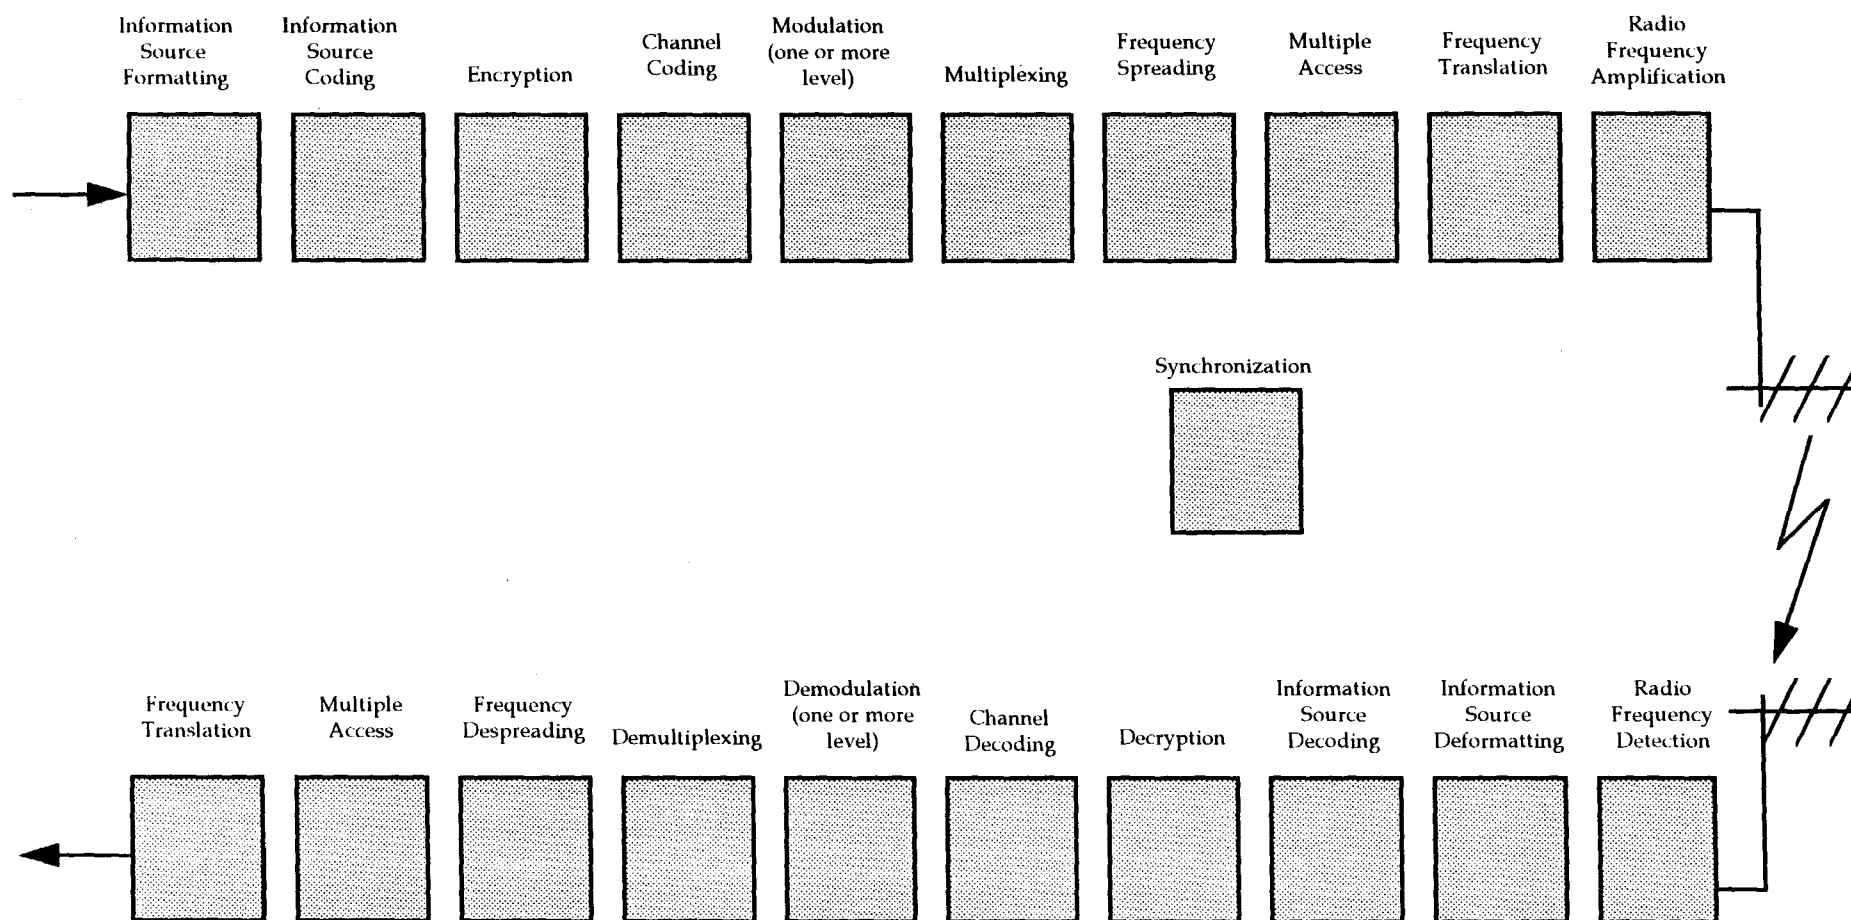 Information
Source
Formatting
Information
Source
Coding
Encryption
Channel
Coding
Modulation
(one or more
level)
Multiplexing
Frequency
Spreading
Multiple
Access
Frequency
Translation
Radio
Frequency
Amplification
Synchronization
Frequency
Translation
Multiple
Access
Frequency
Despreading
Demultiplexing
Demodulation
(one or more
level)
Channel
Decoding
Decryption
Information
Source
Decoding
Information
Source
Deformatting
Radio
Frequency
Detection